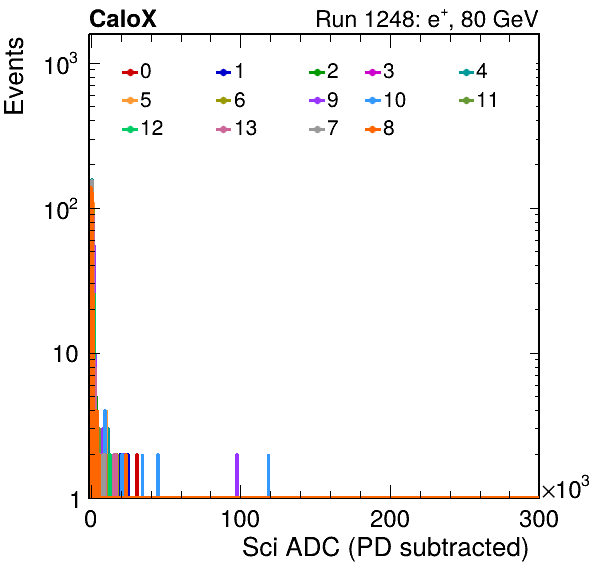 CaloX Run 1248: e⁺, 80 GeV
Events
10³
10²
10
1
0 1 2 3 4
5 6 9 10 11
12 13 7 8
0 100 200 300
×10³
Sci ADC (PD subtracted)